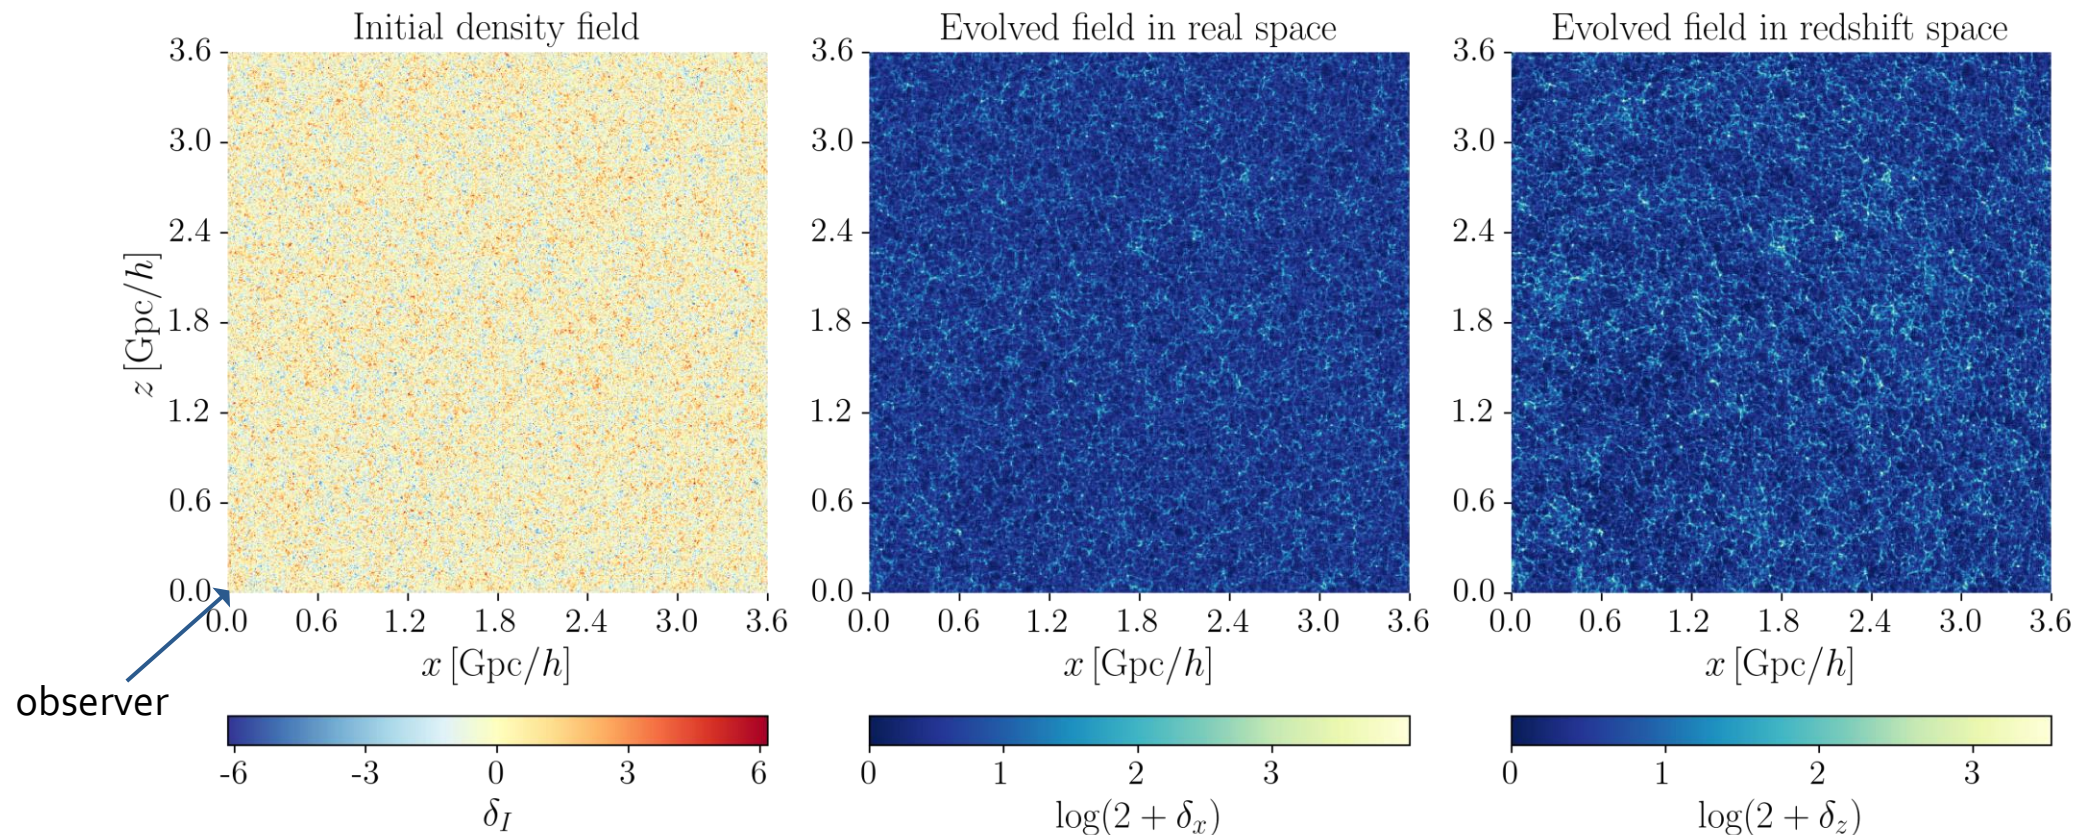 Initial density field
3.6
3.0
2.4
1.8
1.2
0.6
0.0
z [Gpc/h]
0.0 0.6 1.2 1.8 2.4 3.0 3.6
x [Gpc/h]
observer
-6 -3 0 3 6
δ_I
Evolved field in real space
3.6
3.0
2.4
1.8
1.2
0.6
0.0
0.0 0.6 1.2 1.8 2.4 3.0 3.6
x [Gpc/h]
0 1 2 3
log(2 + δ_x)
Evolved field in redshift space
3.6
3.0
2.4
1.8
1.2
0.6
0.0
0.0 0.6 1.2 1.8 2.4 3.0 3.6
x [Gpc/h]
0 1 2 3
log(2 + δ_z)